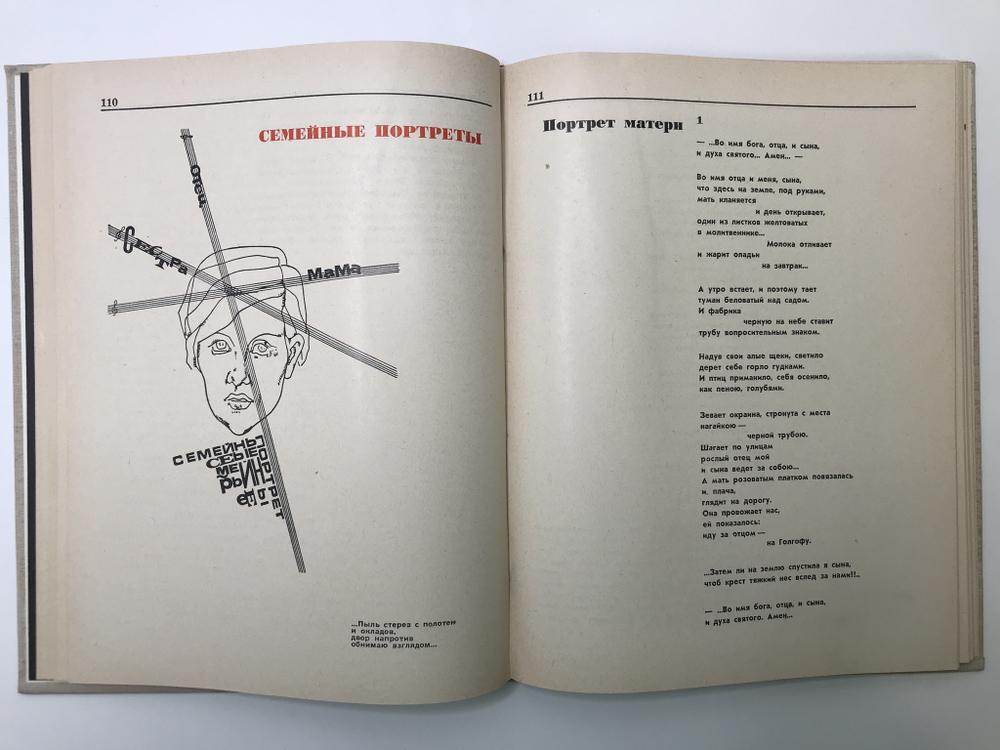 110
СЕМЕЙНЫЕ ПОРТРЕТЫ
отец
СЕСТРА
МаМа
СЕМЕЙНЫЕ
ПОРТРЕТЫ
...Пыль стерев с полотен
и окладов,
двор напротив
обнимаю взглядом...
111
Портрет матери
1
— ...Во имя бога, отца, и сына,
и духа святого... Амен... —
Во имя отца и меня, сына,
что здесь на земле, под руками,
мать кланяется
и день открывает,
один из листков желтоватых
в молитвеннике...
Молока отливает
и жарит оладьи
на завтрак...
А утро встает, и поэтому тает
туман беловатый над садом.
И фабрика
черную на небе ставит
трубу вопросительным знаком.
Надув свои алые щеки, светило
дерет себе горло гудками.
И птиц приманило, себя осенило,
как пеною, голубями.
Зевает окраина, стронута с места
нагайкою —
черной трубою.
Шагает по улицам
рослый отец мой
и сына ведет за собою...
А мать розоватым платком повязалась
и, плача,
глядит на дорогу.
Она провожает нас,
ей показалось:
иду за отцом —
на Голгофу.
...Затем ли на землю спустила я сына,
чтоб крест тяжкий нес вслед за нами!!..
— ...Во имя бога, отца, и сына,
и духа святого. Амен...